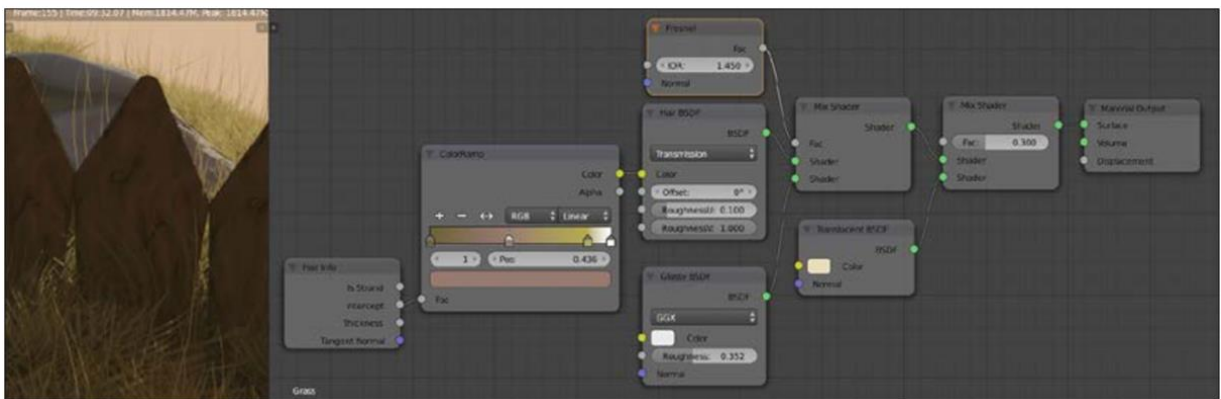 Frame:155 | Time:09:32.07 | Mem:1814.47M, Peak: 1814.47M
Fresnel
Fac
IOR: 1.450
Normal
Hair BSDF
BSDF
Transmission
Color
Offset: 0°
RoughnessU: 0.100
RoughnessV: 1.000
Mix Shader
Shader
Fac
Shader
Shader
Mix Shader
Shader
Fac: 0.300
Shader
Shader
Material Output
Surface
Volume
Displacement
ColorRamp
Color
Alpha
RGB
Linear
1
Pos: 0.436
Fac
Translucent BSDF
BSDF
Color
Normal
Hair Info
Is Strand
Intercept
Thickness
Tangent Normal
Glossy BSDF
BSDF
GGX
Color
Roughness: 0.352
Normal
Grass